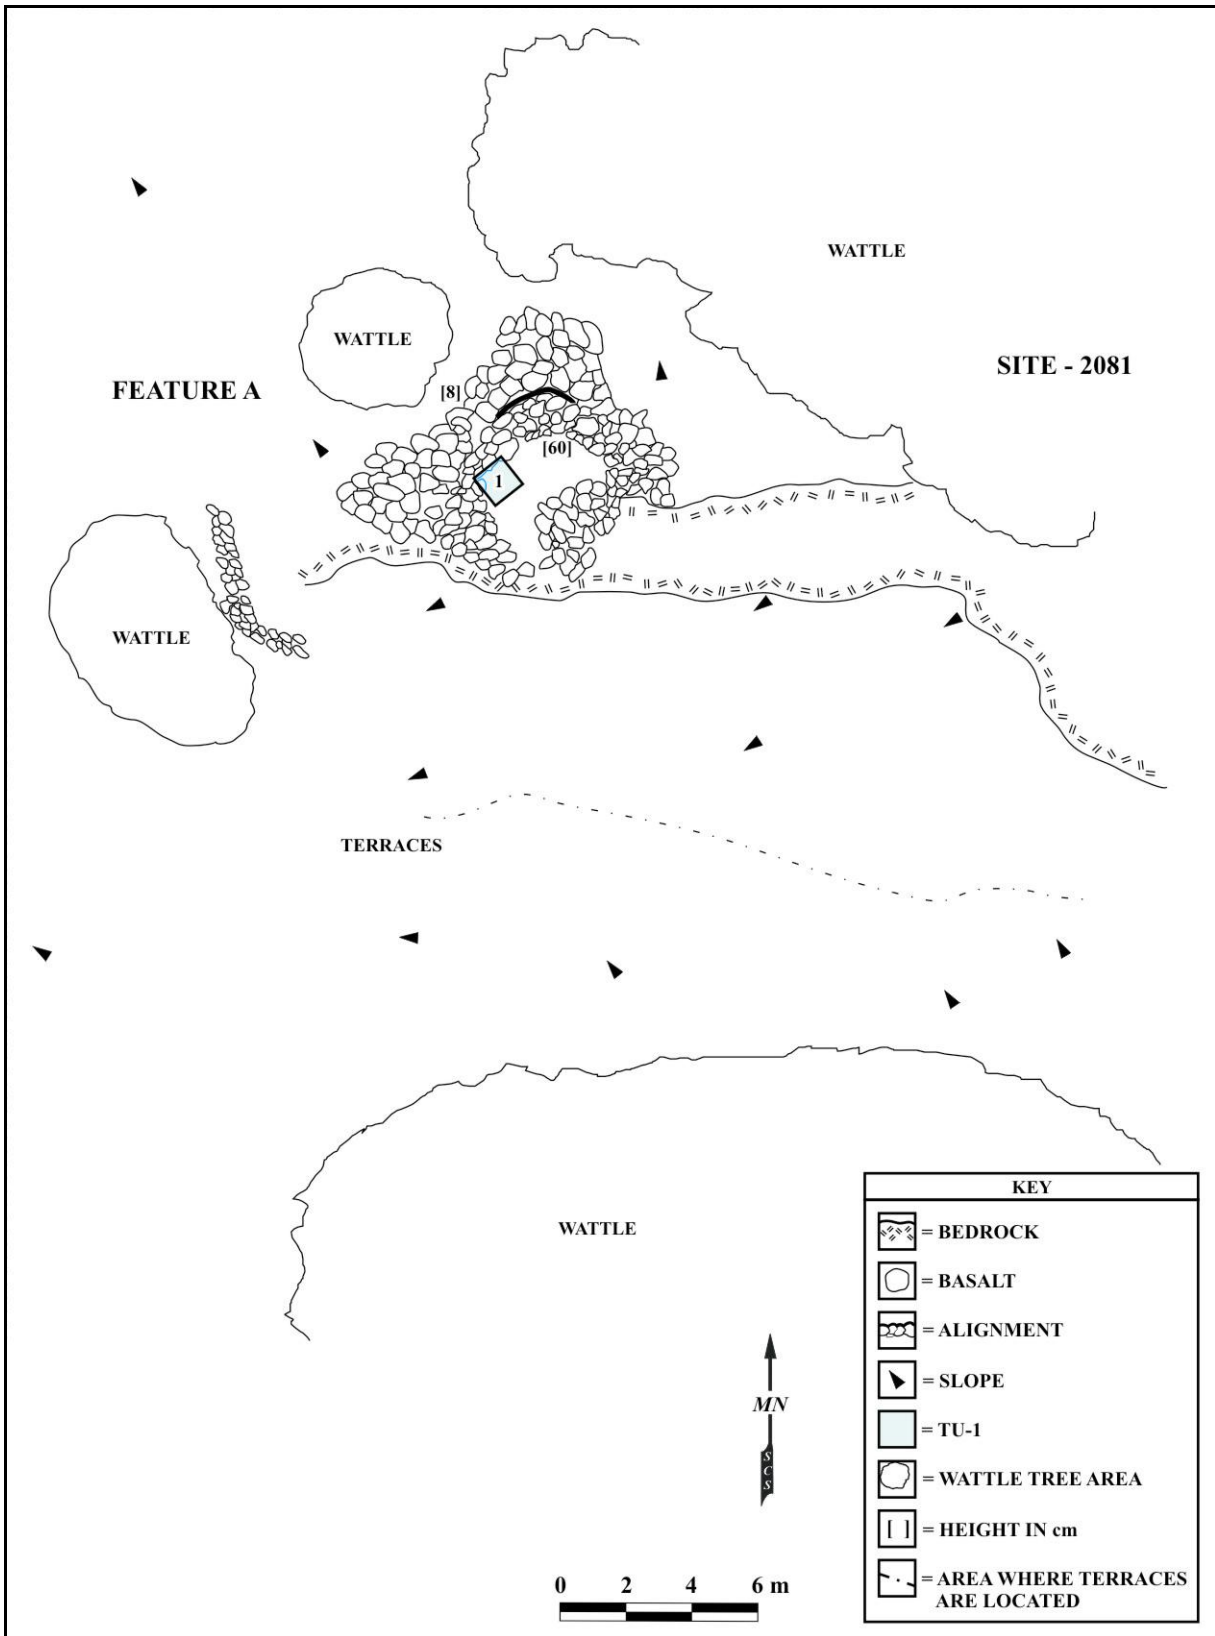 WATTLE
WATTLE
SITE - 2081
FEATURE A
[8]
[60]
1
WATTLE
TERRACES
WATTLE
KEY
= BEDROCK
= BASALT
= ALIGNMENT
= SLOPE
= TU-1
= WATTLE TREE AREA
[ ] = HEIGHT IN cm
= AREA WHERE TERRACES
ARE LOCATED
MN
SCS
0 2 4 6 m